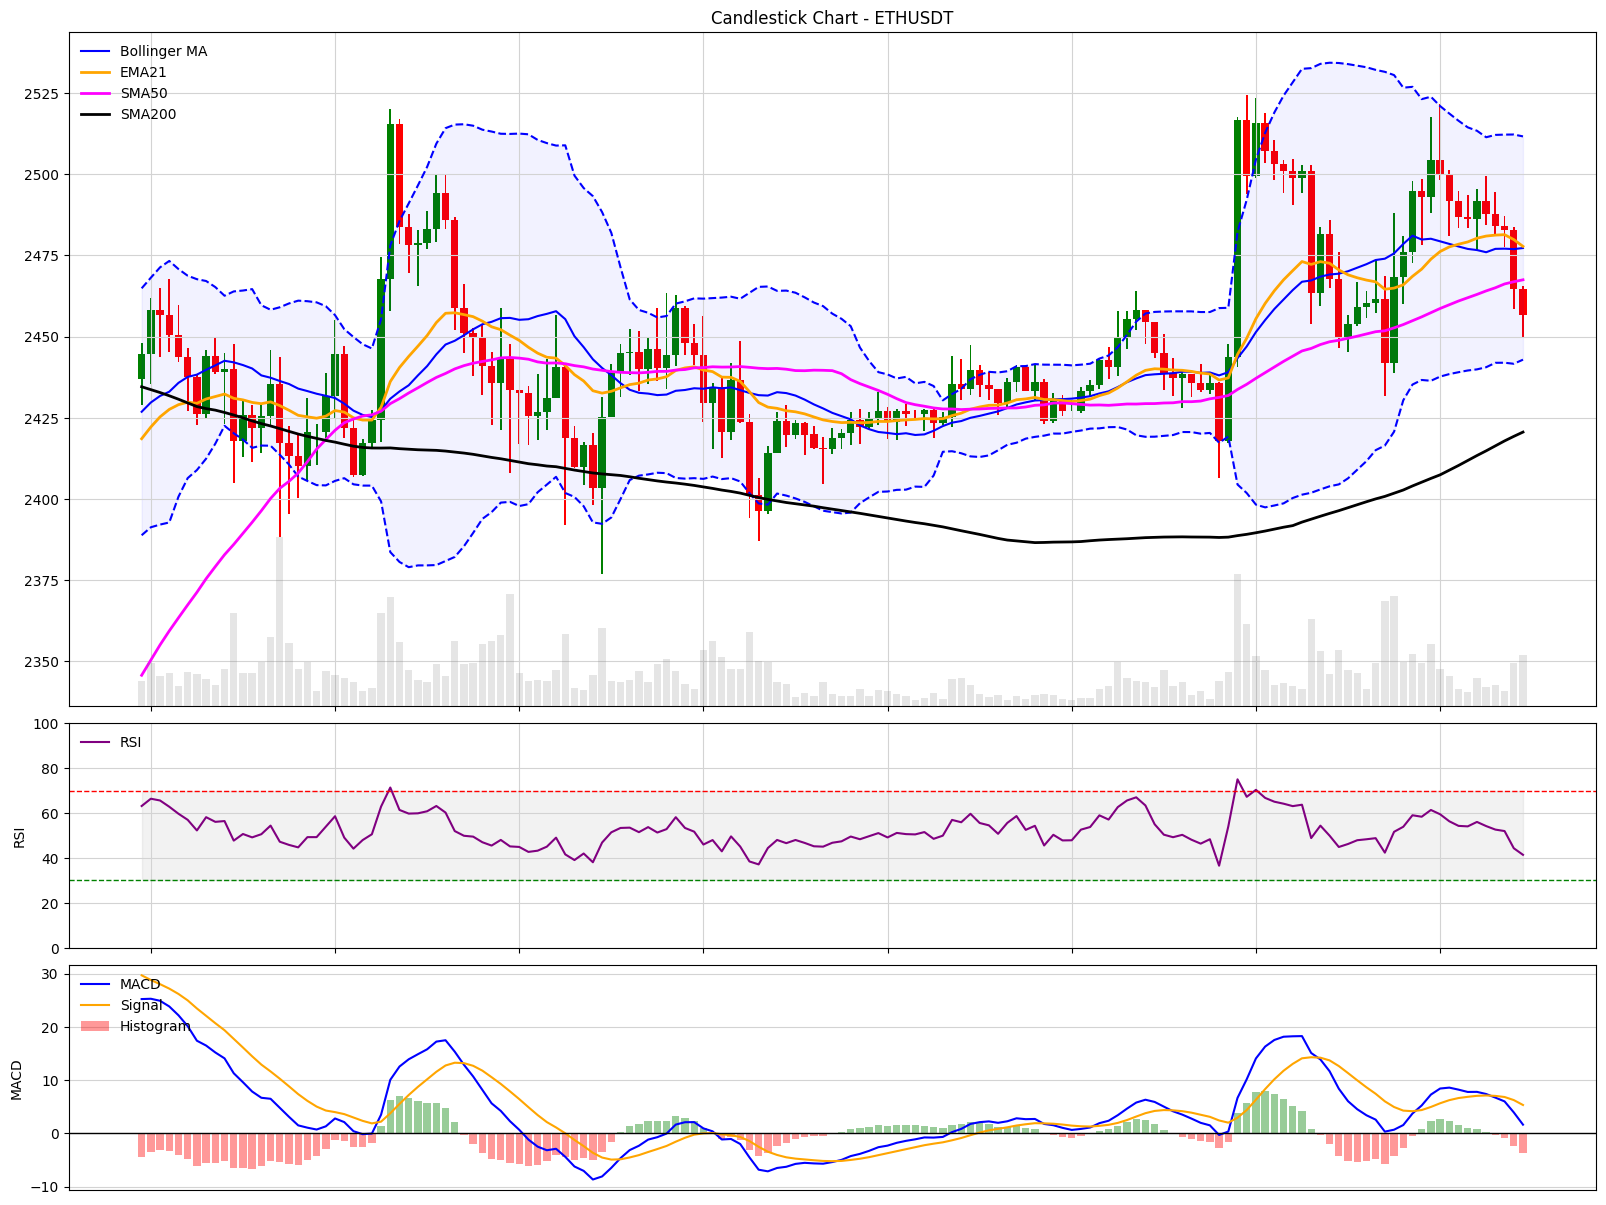 Candlestick Chart - ETHUSDT
Bollinger MA
EMA21
SMA50
SMA200
2525
2500
2475
2450
2425
2400
2375
2350
RSI
100
80
60
40
20
0
RSI
MACD
Signal
Histogram
30
20
10
0
−10
MACD